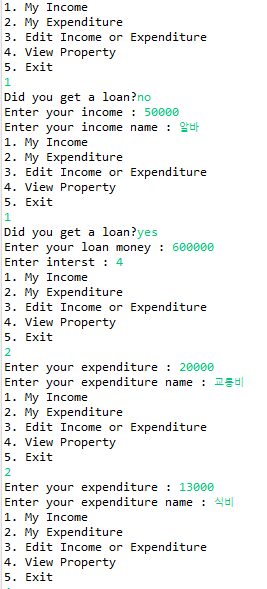 1. My Income
2. My Expenditure
3. Edit Income or Expenditure
4. View Property
5. Exit
1
Did you get a loan?no
Enter your income : 50000
Enter your income name : 알바
1. My Income
2. My Expenditure
3. Edit Income or Expenditure
4. View Property
5. Exit
1
Did you get a loan?yes
Enter your loan money : 600000
Enter interst : 4
1. My Income
2. My Expenditure
3. Edit Income or Expenditure
4. View Property
5. Exit
2
Enter your expenditure : 20000
Enter your expenditure name : 교통비
1. My Income
2. My Expenditure
3. Edit Income or Expenditure
4. View Property
5. Exit
2
Enter your expenditure : 13000
Enter your expenditure name : 식비
1. My Income
2. My Expenditure
3. Edit Income or Expenditure
4. View Property
5. Exit